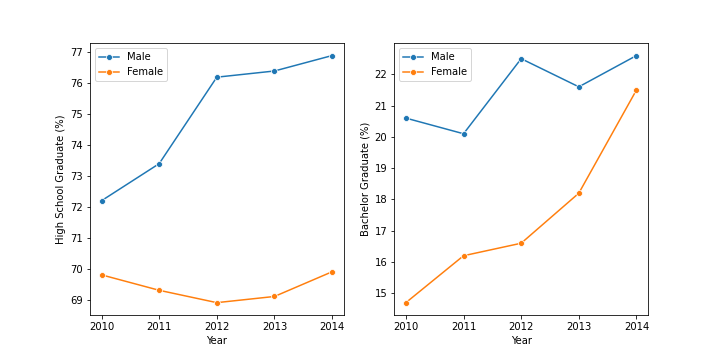 Male
Female
77
76
75
74
73
72
71
70
69
High School Graduate (%)
2010 2011 2012 2013 2014
Year
Male
Female
22
21
20
19
18
17
16
15
Bachelor Graduate (%)
2010 2011 2012 2013 2014
Year